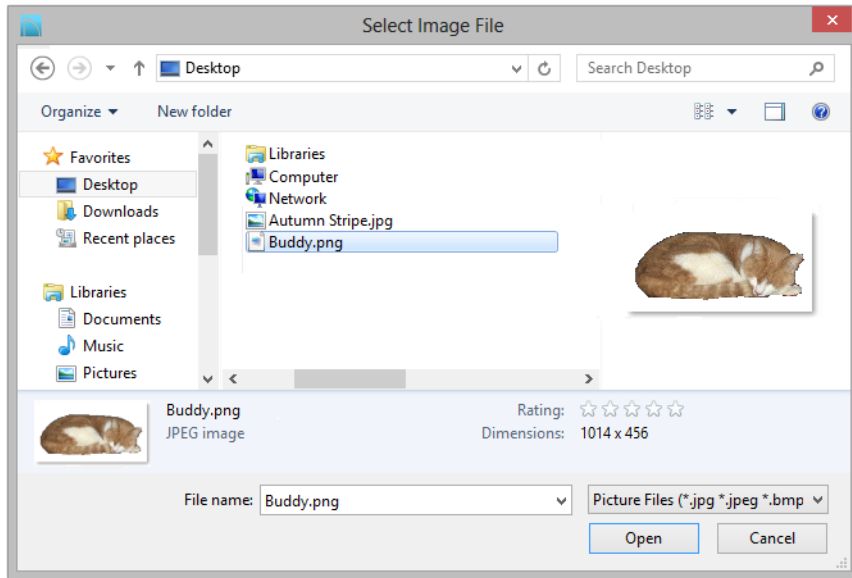 Select Image File
Desktop
Search Desktop
Organize
New folder
Favorites
Desktop
Downloads
Recent places
Libraries
Documents
Music
Pictures
Libraries
Computer
Network
Autumn Stripe.jpg
Buddy.png
Buddy.png
JPEG image
Rating:
Dimensions: 1014 x 456
File name: Buddy.png
Picture Files (*.jpg *.jpeg *.bmp
Open
Cancel